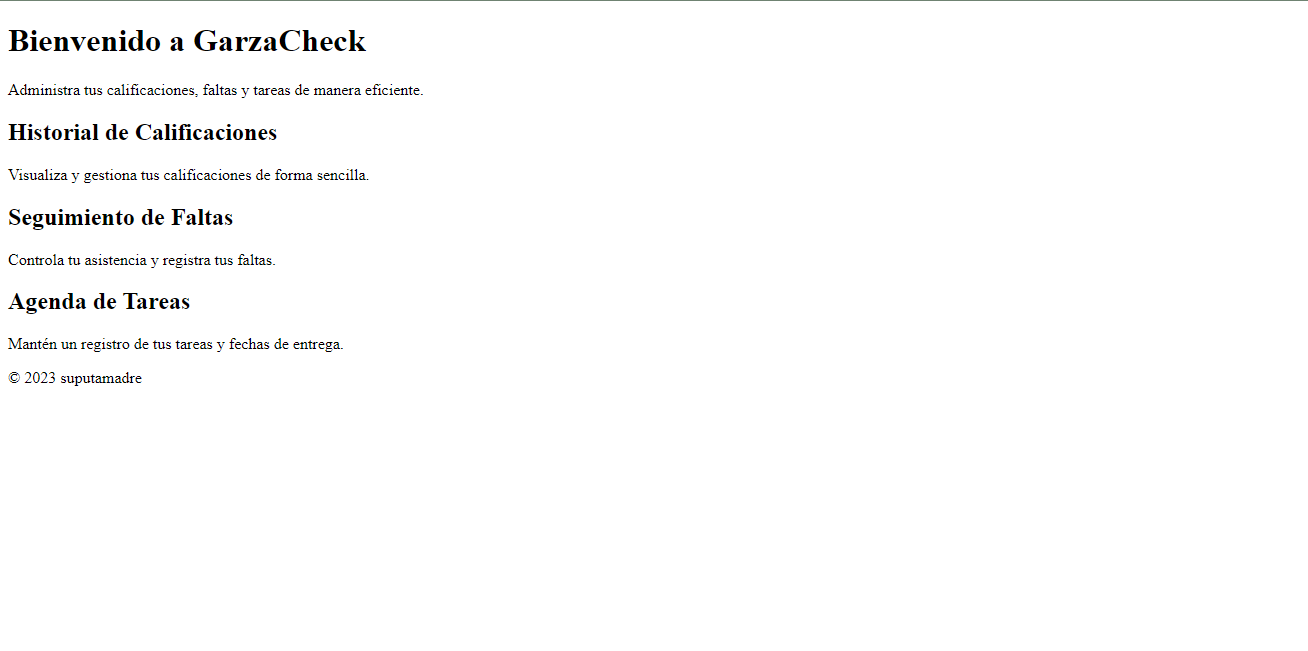 Bienvenido a GarzaCheck
Administra tus calificaciones, faltas y tareas de manera eficiente.
Historial de Calificaciones
Visualiza y gestiona tus calificaciones de forma sencilla.
Seguimiento de Faltas
Controla tu asistencia y registra tus faltas.
Agenda de Tareas
Mantén un registro de tus tareas y fechas de entrega.
© 2023 suputamadre